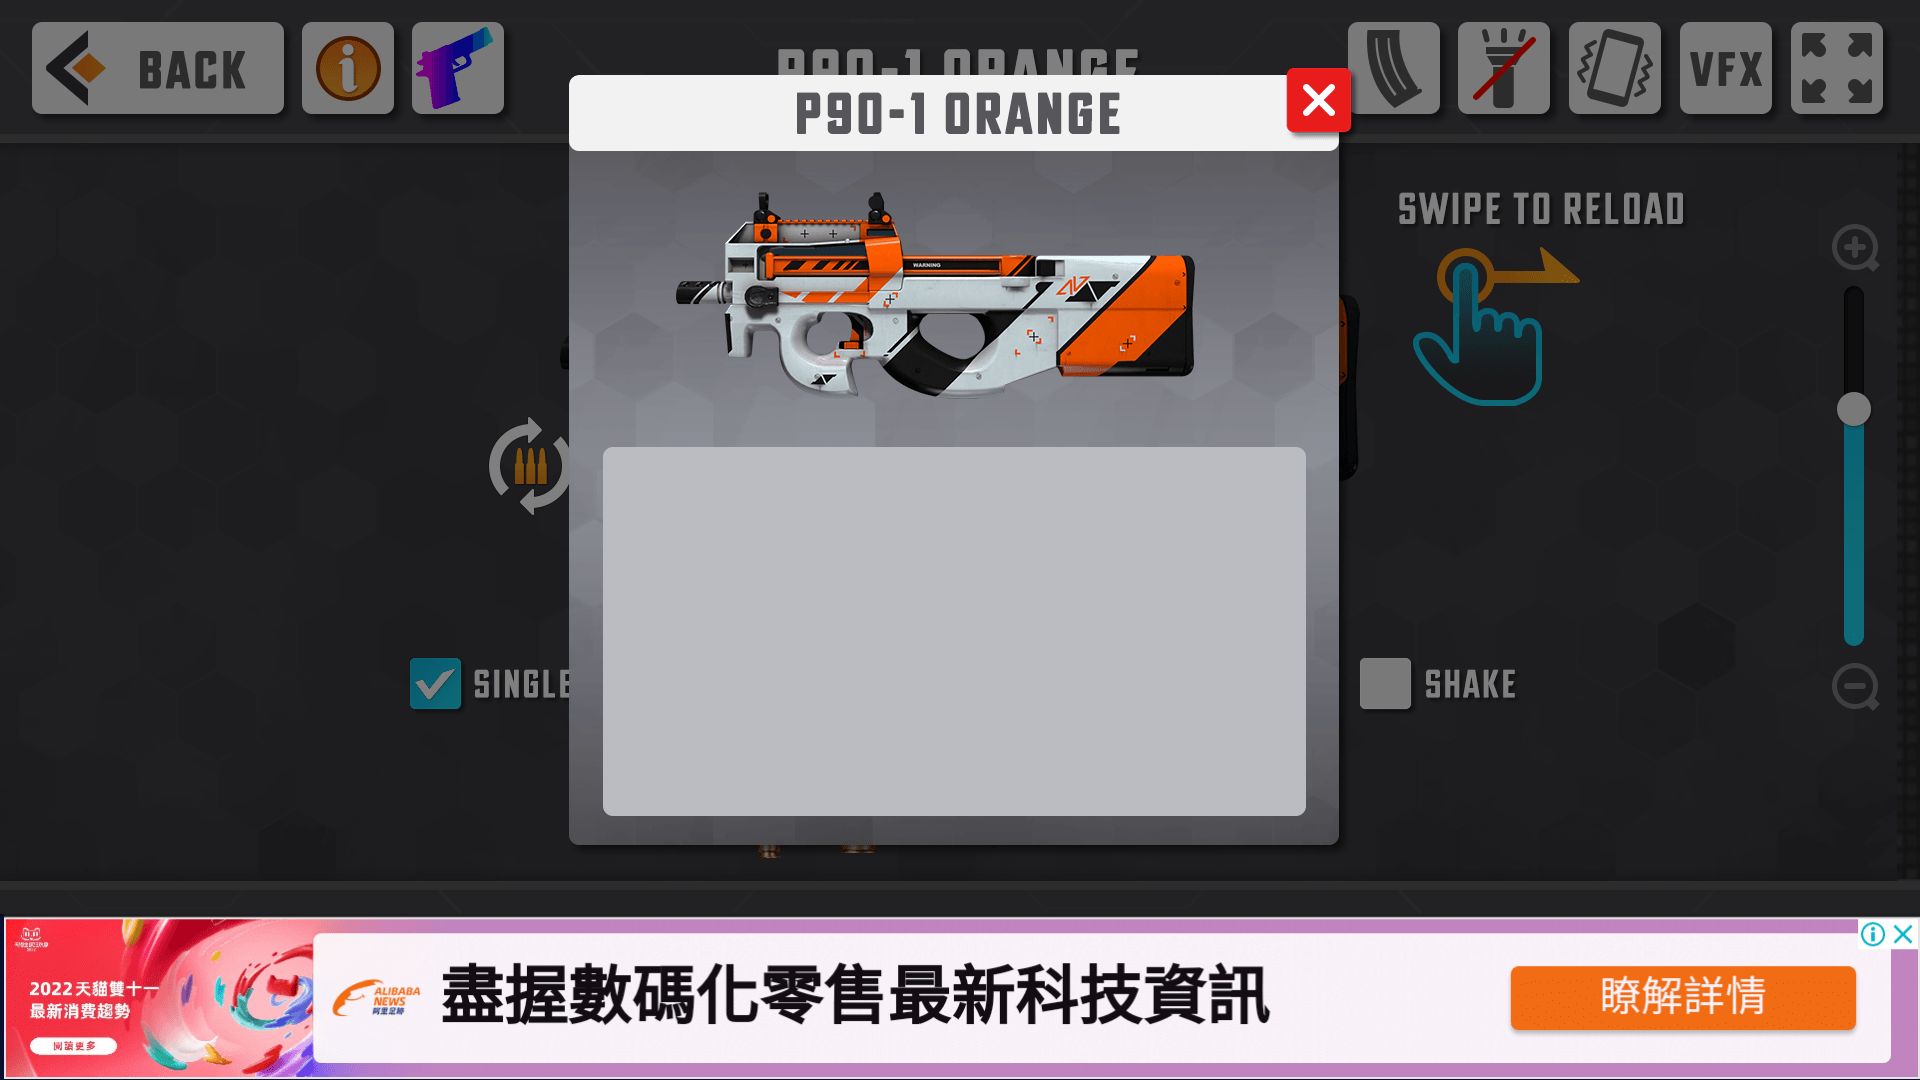 BACK
P90-1 ORANGE
VFX
P90-1 ORANGE
WARNING
SWIPE TO RELOAD
SINGLE
SHAKE
2022天貓雙十一
最新消費趨勢
閱讀更多
ALIBABA
NEWS
阿里足跡
盡握數碼化零售最新科技資訊
瞭解詳情